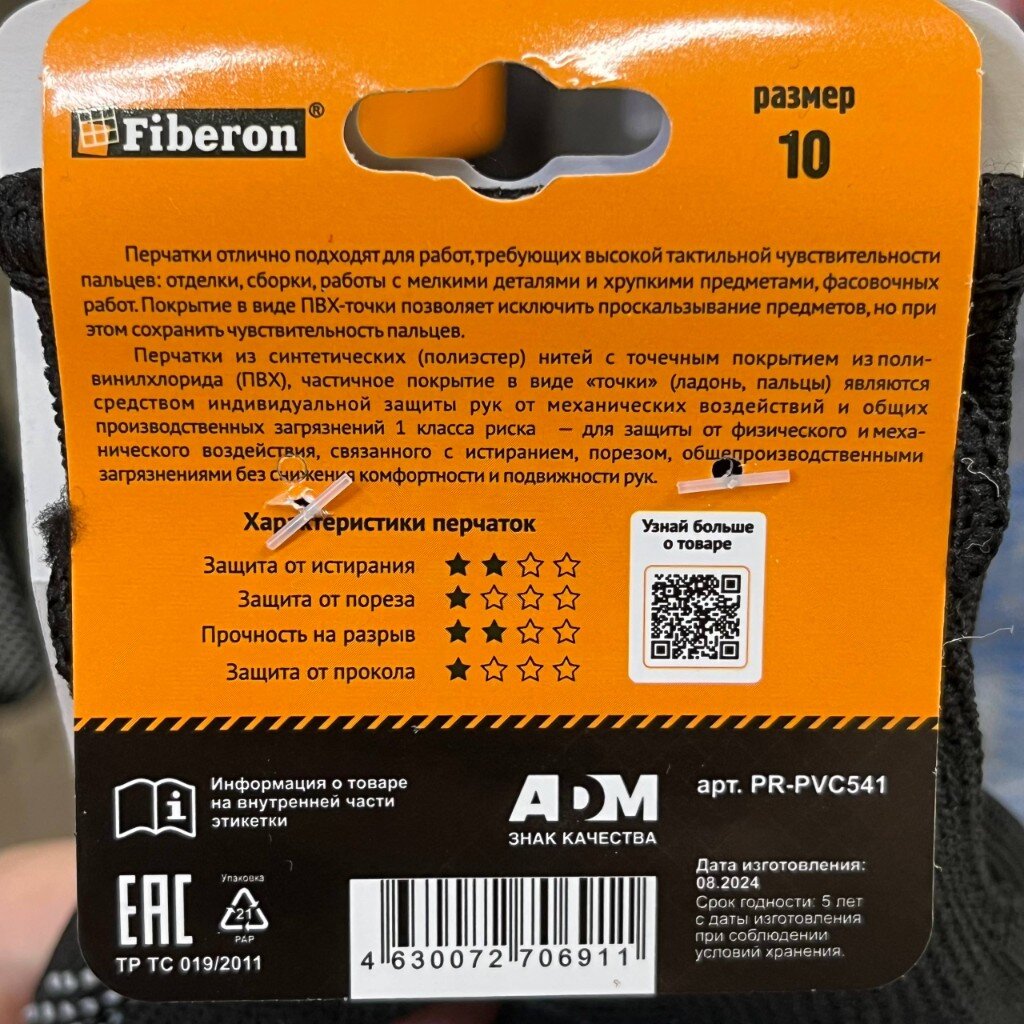 Fiberon®
размер
10
Перчатки отлично подходят для работ, требующих высокой тактильной чувствительности
пальцев: отделки, сборки, работы с мелкими деталями и хрупкими предметами, фасовочных
работ. Покрытие в виде ПВХ-точки позволяет исключить проскальзывание предметов, но при
этом сохранить чувствительность пальцев.
Перчатки из синтетических (полиэстер) нитей с точечным покрытием из поли-
винилхлорида (ПВХ), частичное покрытие в виде «точки» (ладонь, пальцы) являются
средством индивидуальной защиты рук от механических воздействий и общих
производственных загрязнений 1 класса риска — для защиты от физического и меха-
нического воздействия, связанного с истиранием, порезом, общепроизводственными
загрязнениями без снижения комфортности и подвижности рук.
Характеристики перчаток
Защита от истирания
Защита от пореза
Прочность на разрыв
Защита от прокола
Узнай больше
о товаре
Информация о товаре
на внутренней части
этикетки
ADM
ЗНАК КАЧЕСТВА
арт. PR-PVC541
EAC
ТР ТС 019/2011
Упаковка
21
PAP
4 630072 706911
Дата изготовления:
08.2024
Срок годности: 5 лет
с даты изготовления
при соблюдении
условий хранения.